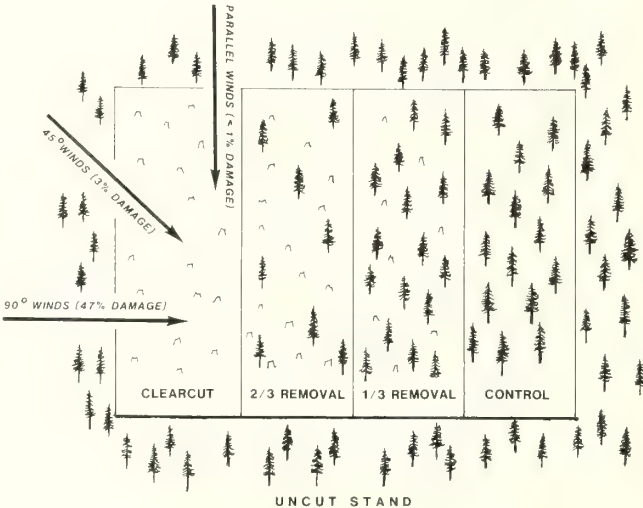 PARALLEL WINDS (< 1% DAMAGE)
45° WINDS (3% DAMAGE)
90° WINDS (47% DAMAGE)
CLEARCUT
2/3 REMOVAL
1/3 REMOVAL
CONTROL
UNCUT STAND